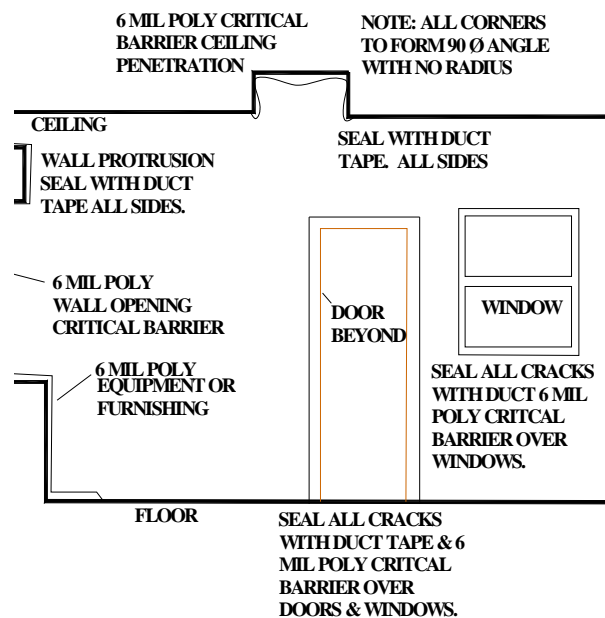 6 MIL POLY CRITICAL
BARRIER CEILING
PENETRATION
NOTE: ALL CORNERS
TO FORM 90 Ø ANGLE
WITH NO RADIUS
CEILING
SEAL WITH DUCT
TAPE. ALL SIDES
WALL PROTRUSION
SEAL WITH DUCT
TAPE ALL SIDES.
6 MIL POLY
WALL OPENING
CRITICAL BARRIER
DOOR
BEYOND
WINDOW
6 MIL POLY
EQUIPMENT OR
FURNISHING
SEAL ALL CRACKS
WITH DUCT 6 MIL
POLY CRITCAL
BARRIER OVER
WINDOWS.
FLOOR
SEAL ALL CRACKS
WITH DUCT TAPE & 6
MIL POLY CRITCAL
BARRIER OVER
DOORS & WINDOWS.